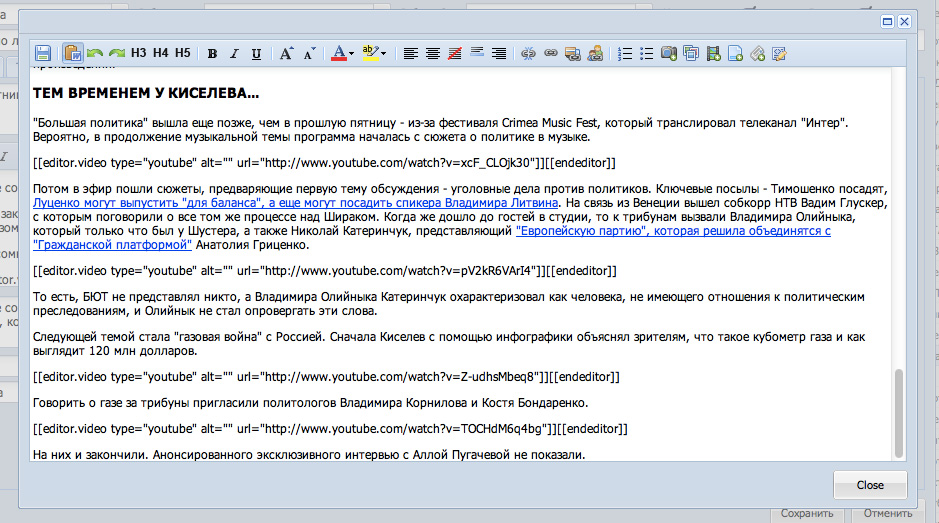 H3 H4 H5 B I U A A A ab
ТЕМ ВРЕМЕНЕМ У КИСЕЛЕВА...
"Большая политика" вышла еще позже, чем в прошлую пятницу - из-за фестиваля Crimea Music Fest, который транслировал телеканал "Интер".
Вероятно, в продолжение музыкальной темы программа началась с сюжета о политике в музыке.
[[editor.video type="youtube" alt="" url="http://www.youtube.com/watch?v=xcF_CLOjk30"]][[endeditor]]
Потом в эфир пошли сюжеты, предваряющие первую тему обсуждения - уголовные дела против политиков. Ключевые посылы - Тимошенко посадят,
Луценко могут выпустить "для баланса", а еще могут посадить спикера Владимира Литвина. На связь из Венеции вышел собкорр НТВ Вадим Глускер,
с которым поговорили о все том же процессе над Шираком. Когда же дошло до гостей в студии, то к трибунам вызвали Владимира Олийныка,
который только что был у Шустера, а также Николай Катеринчук, представляющий "Европейскую партию", которая решила объединятся с
"Гражданской платформой" Анатолия Гриценко.
[[editor.video type="youtube" alt="" url="http://www.youtube.com/watch?v=pV2kR6VArI4"]][[endeditor]]
То есть, БЮТ не представлял никто, а Владимира Олийныка Катеринчук охарактеризовал как человека, не имеющего отношения к политическим
преследованиям, и Олийнык не стал опровергать эти слова.
Следующей темой стала "газовая война" с Россией. Сначала Киселев с помощью инфографики объяснял зрителям, что такое кубометр газа и как
выглядит 120 млн долларов.
[[editor.video type="youtube" alt="" url="http://www.youtube.com/watch?v=Z-udhsMbeq8"]][[endeditor]]
Говорить о газе за трибуны пригласили политологов Владимира Корнилова и Костя Бондаренко.
[[editor.video type="youtube" alt="" url="http://www.youtube.com/watch?v=TOCHdM6q4bg"]][[endeditor]]
На них и закончили. Анонсированного эксклюзивного интервью с Аллой Пугачевой не показали.
Close
Сохранить Отменить